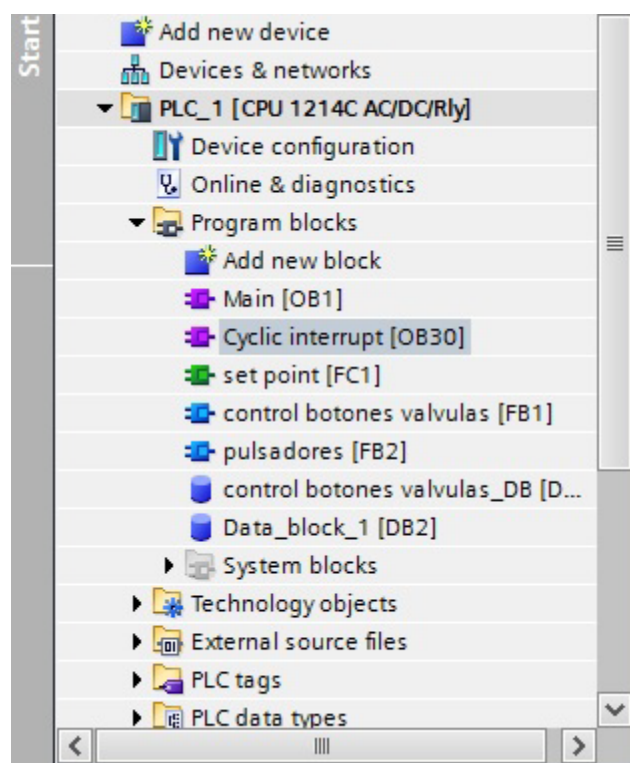 Start
Add new device
Devices & networks
PLC_1 [CPU 1214C AC/DC/Rly]
Device configuration
Online & diagnostics
Program blocks
Add new block
Main [OB1]
Cyclic interrupt [OB30]
set point [FC1]
control botones valvulas [FB1]
pulsadores [FB2]
control botones valvulas_DB [D...
Data_block_1 [DB2]
System blocks
Technology objects
External source files
PLC tags
PLC data types